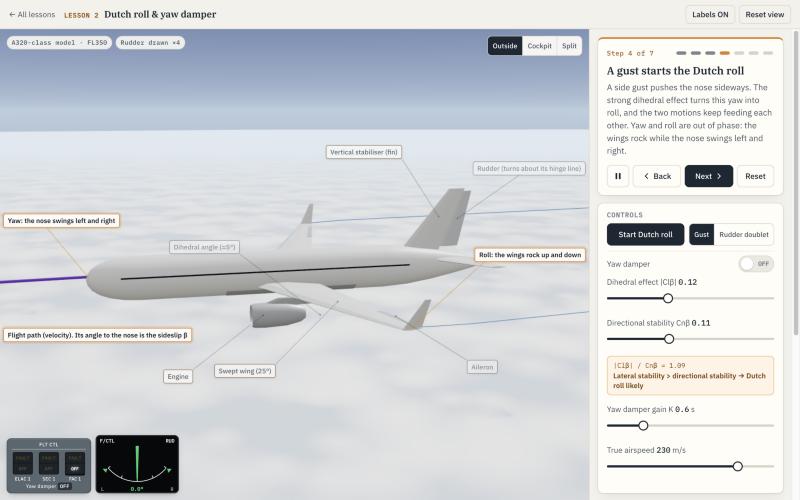 ← All lessons LESSON 2 Dutch roll & yaw damper Labels ON Reset view
A320-class model · FL350 Rudder drawn ×4
Outside Cockpit Split
Vertical stabiliser (fin)
Rudder (turns about its hinge line)
Yaw: the nose swings left and right
Dihedral angle (≈5°)
Roll: the wings rock up and down
Flight path (velocity). Its angle to the nose is the sideslip β
Engine
Swept wing (25°)
Aileron
FLT CTL
FAULT FAULT FAULT
OFF OFF OFF
ELAC 1 SEC 1 FAC 1
Yaw damper OFF
F/CTL RUD
L R
0.0°
Step 4 of 7
A gust starts the Dutch roll
A side gust pushes the nose sideways. The
strong dihedral effect turns this yaw into
roll, and the two motions keep feeding each
other. Yaw and roll are out of phase: the
wings rock while the nose swings left and
right.
Back Next Reset
CONTROLS
Start Dutch roll Gust Rudder doublet
Yaw damper OFF
Dihedral effect |Clβ| 0.12
Directional stability Cnβ 0.11
|Clβ| / Cnβ = 1.09
Lateral stability > directional stability → Dutch
roll likely
Yaw damper gain K 0.6 s
True airspeed 230 m/s